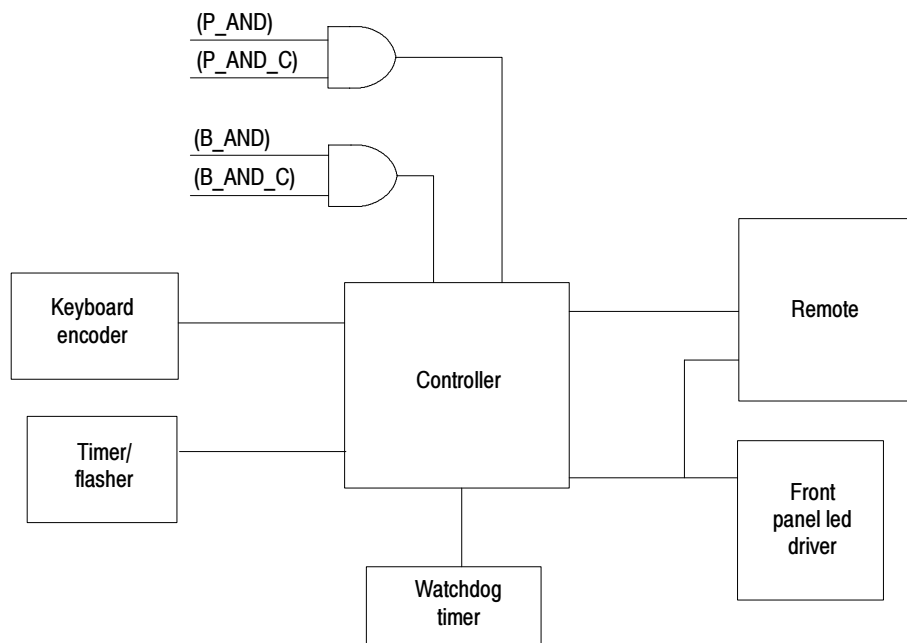 (P_AND)
(P_AND_C)
(B_AND)
(B_AND_C)
Keyboard
encoder
Controller
Remote
Timer/
flasher
Front
panel led
driver
Watchdog
timer